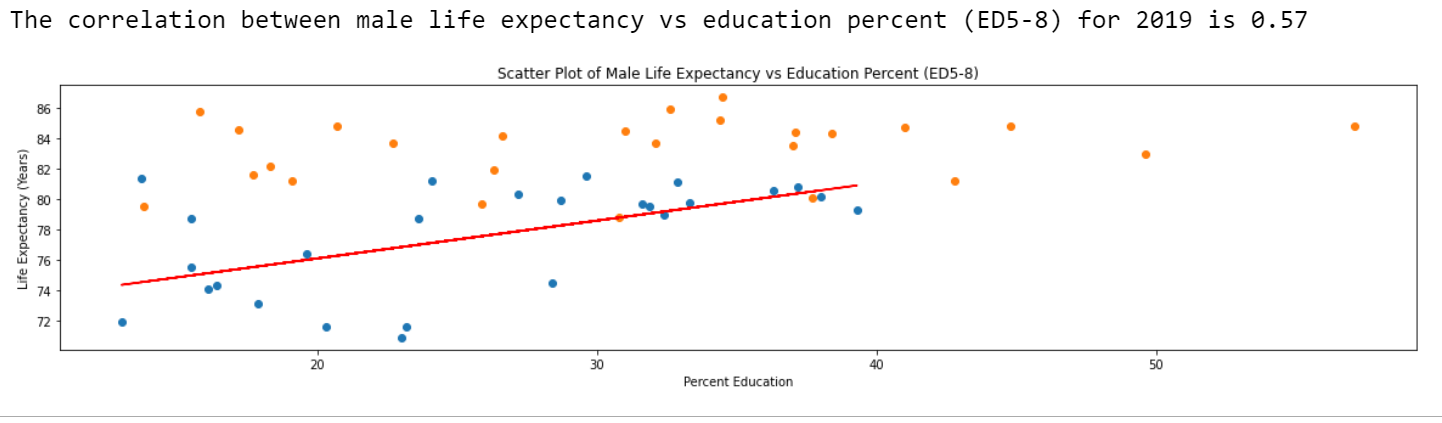 The correlation between male life expectancy vs education percent (ED5-8) for 2019 is 0.57
Scatter Plot of Male Life Expectancy vs Education Percent (ED5-8)
Life Expectancy (Years)
86
84
82
80
78
76
74
72
20 30 40 50
Percent Education